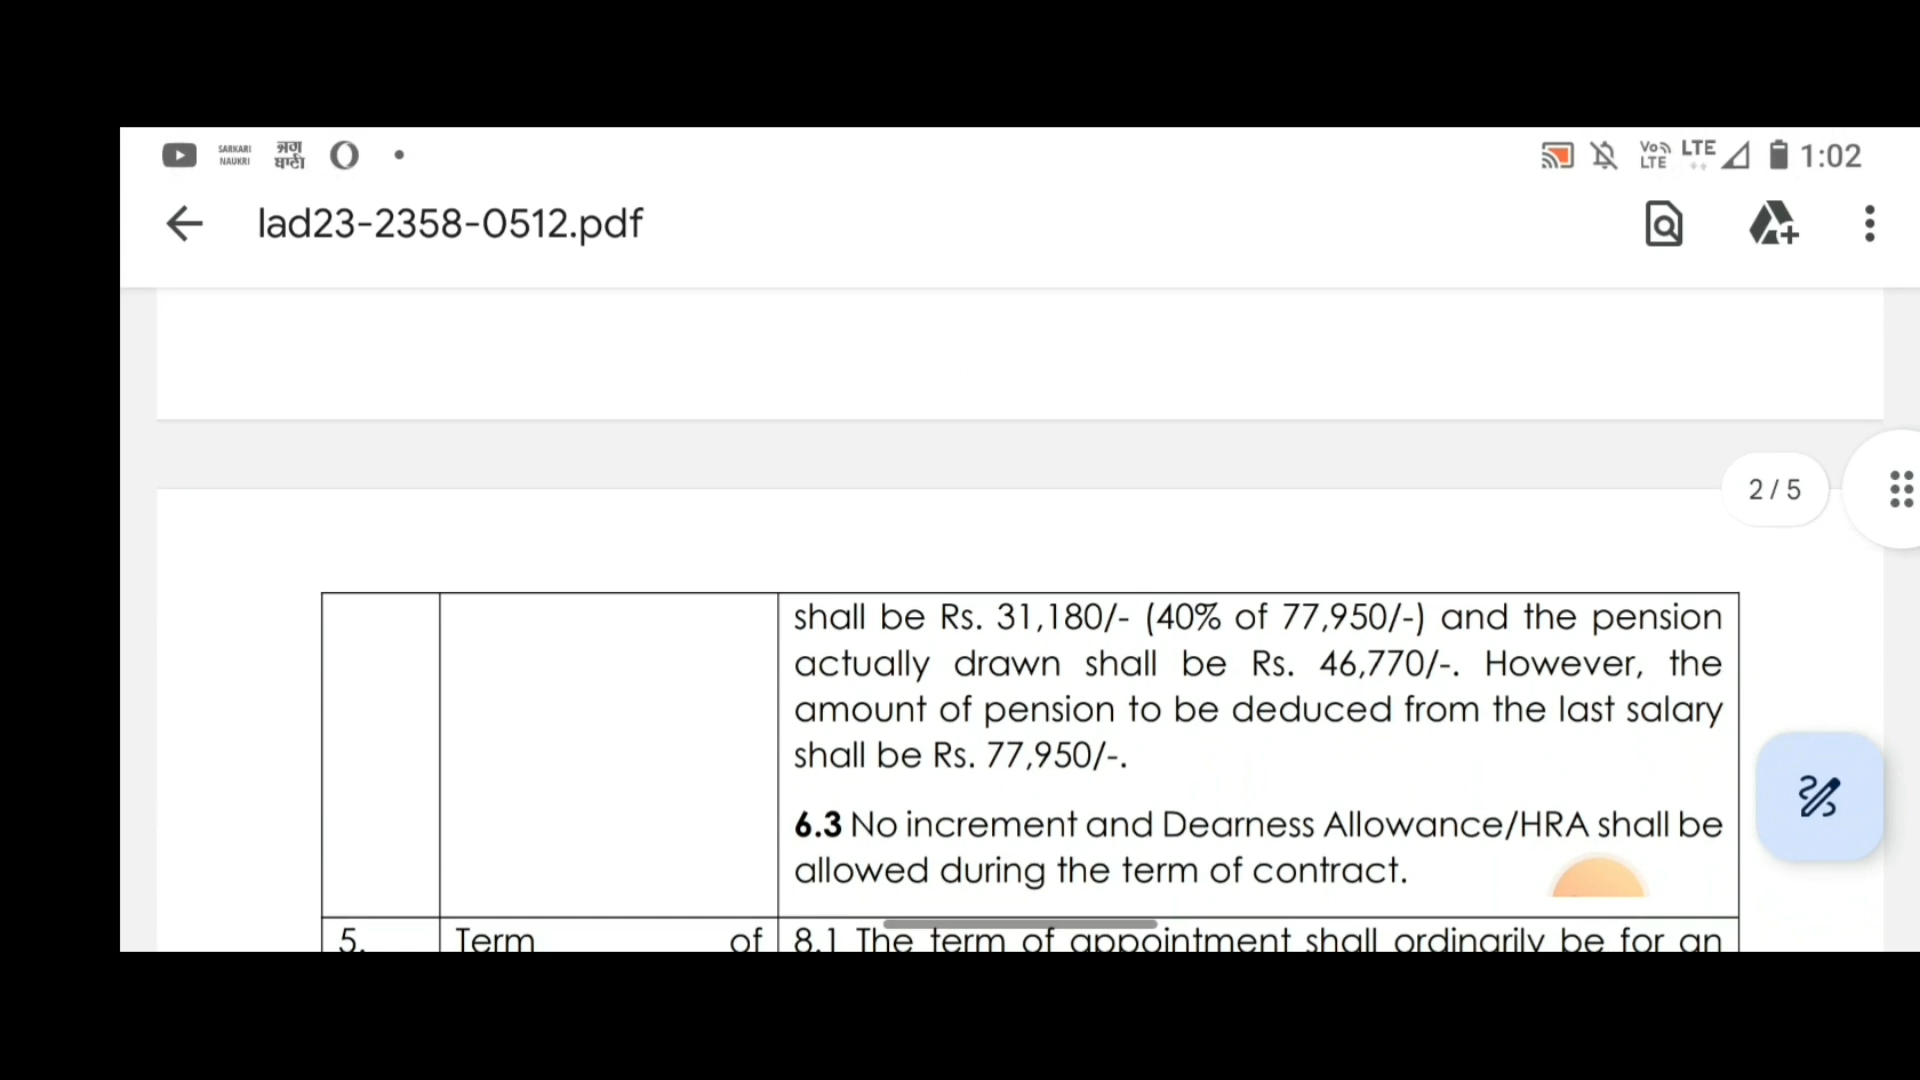 SARKARI
NAUKRI
ਜਗ
ਬਾਣੀ
Vo
LTE
LTE
1:02
lad23-2358-0512.pdf
2 / 5
shall be Rs. 31,180/- (40% of 77,950/-) and the pension
actually drawn shall be Rs. 46,770/-. However, the
amount of pension to be deduced from the last salary
shall be Rs. 77,950/-.
6.3 No increment and Dearness Allowance/HRA shall be
allowed during the term of contract.
5. Term of 8.1 The term of appointment shall ordinarily be for an